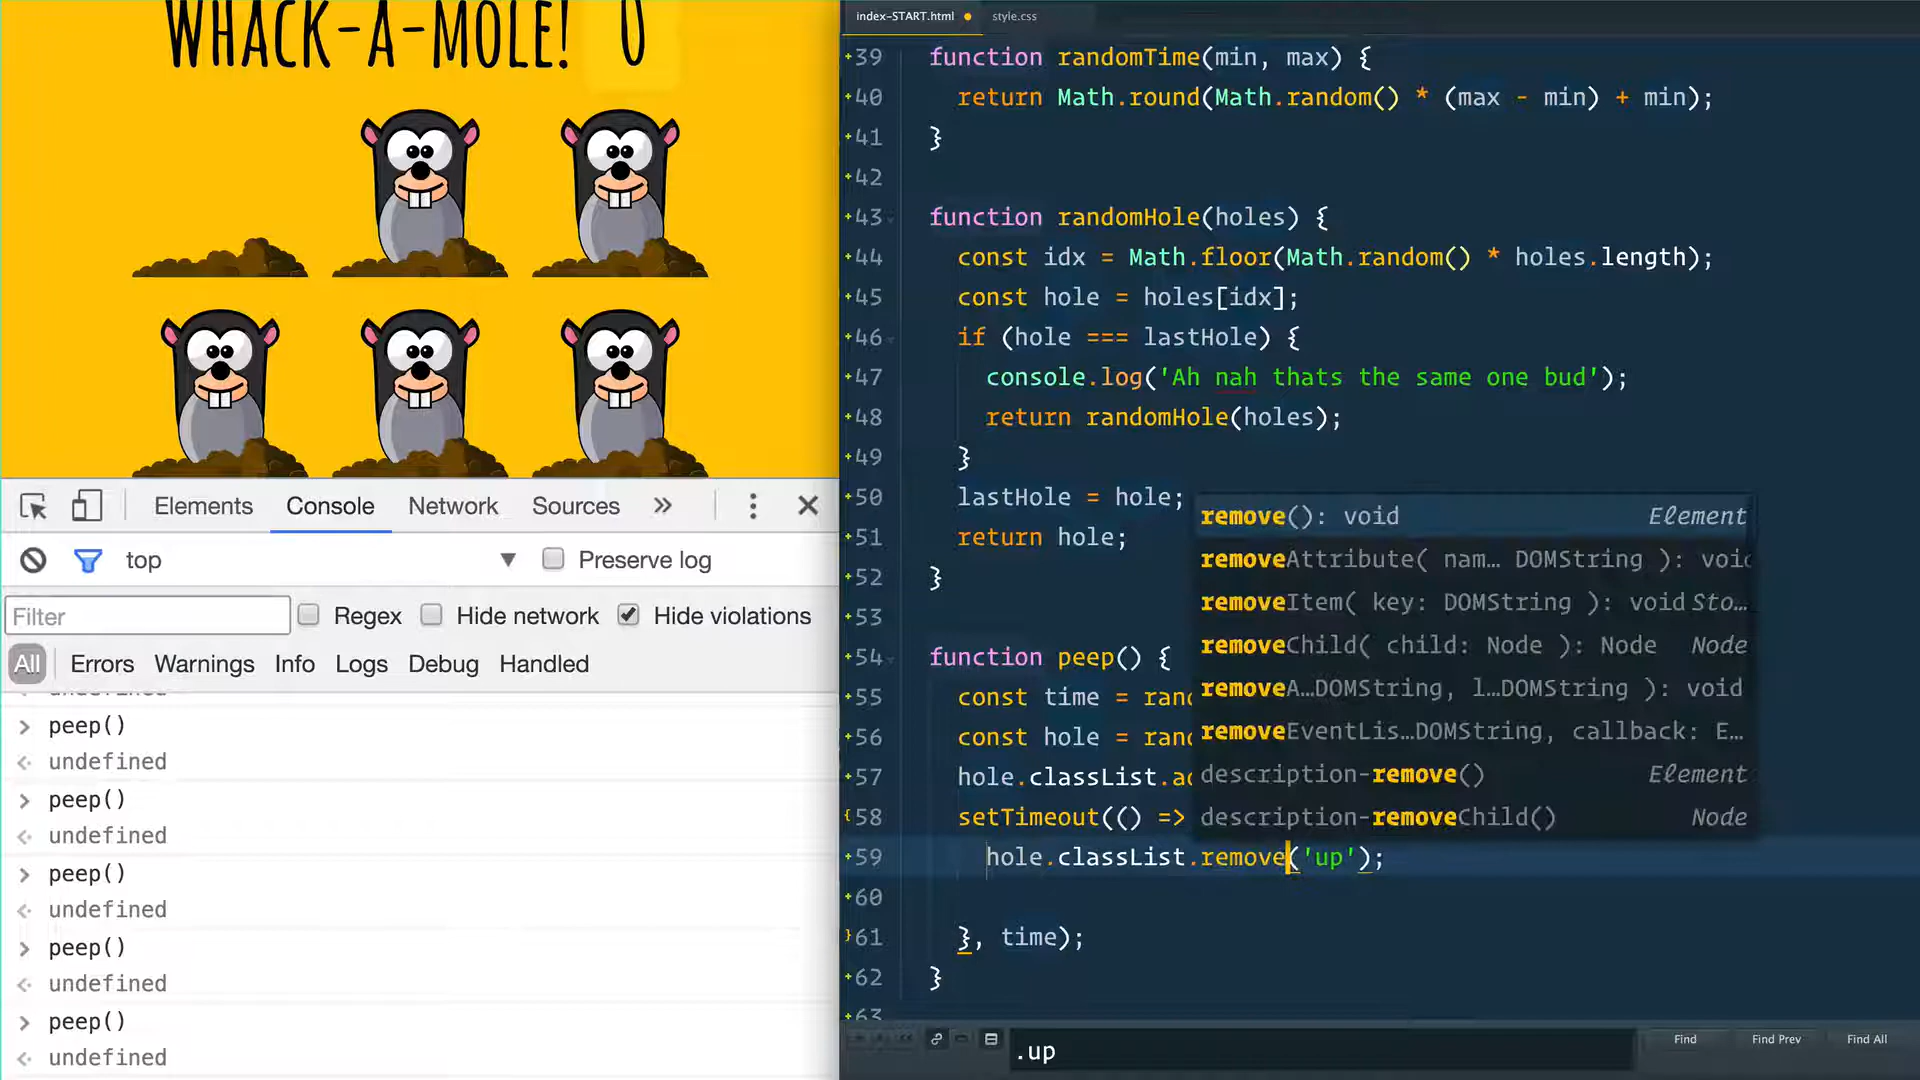 WHACK-A-MOLE! 0
Elements Console Network Sources »
top ▼ Preserve log
Filter Regex Hide network Hide violations
All Errors Warnings Info Logs Debug Handled
undefined
> peep()
undefined
> peep()
undefined
> peep()
undefined
> peep()
undefined
> peep()
undefined
index-START.html style.css
39 function randomTime(min, max) {
40 return Math.round(Math.random() * (max - min) + min);
41 }
42
43 function randomHole(holes) {
44 const idx = Math.floor(Math.random() * holes.length);
45 const hole = holes[idx];
46 if (hole === lastHole) {
47 console.log('Ah nah thats the same one bud');
48 return randomHole(holes);
49 }
50 lastHole = hole;
51 return hole;
52 }
53
54 function peep() {
55 const time = ran
56 const hole = ran
57 hole.classList.a
58 setTimeout(() =>
59 hole.classList.remove('up');
60
61 }, time);
62 }
63
remove(): void Element
removeAttribute( nam… DOMString ): voi
removeItem( key: DOMString ): void Sto…
removeChild( child: Node ): Node Node
removeA…DOMString, l…DOMString ): void
removeEventLis…DOMString, callback: E…
description-remove() Element
description-removeChild() Node
.up Find Find Prev Find All